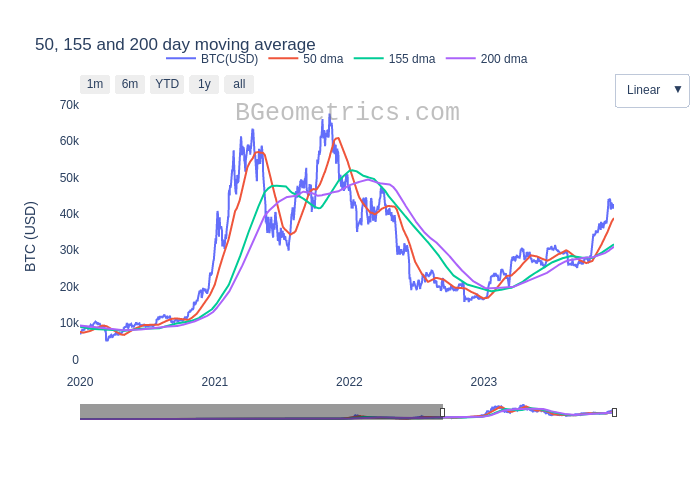 50, 155 and 200 day moving average
BTC(USD) 50 dma 155 dma 200 dma
1m 6m YTD 1y all
Linear ▼
BGeometrics.com
BTC (USD)
70k
60k
50k
40k
30k
20k
10k
0
2020 2021 2022 2023